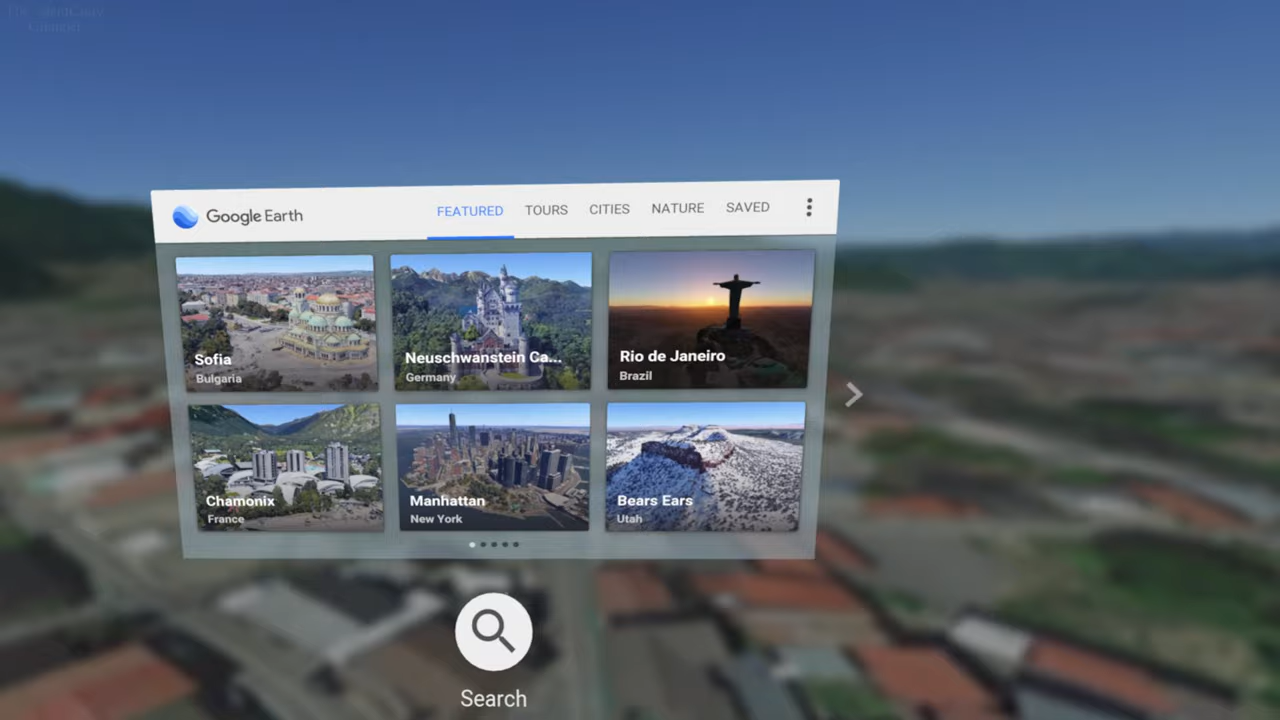 Google Earth
FEATURED
TOURS
CITIES
NATURE
SAVED
Sofia
Bulgaria
Neuschwanstein Ca...
Germany
Rio de Janeiro
Brazil
Chamonix
France
Manhattan
New York
Bears Ears
Utah
Search